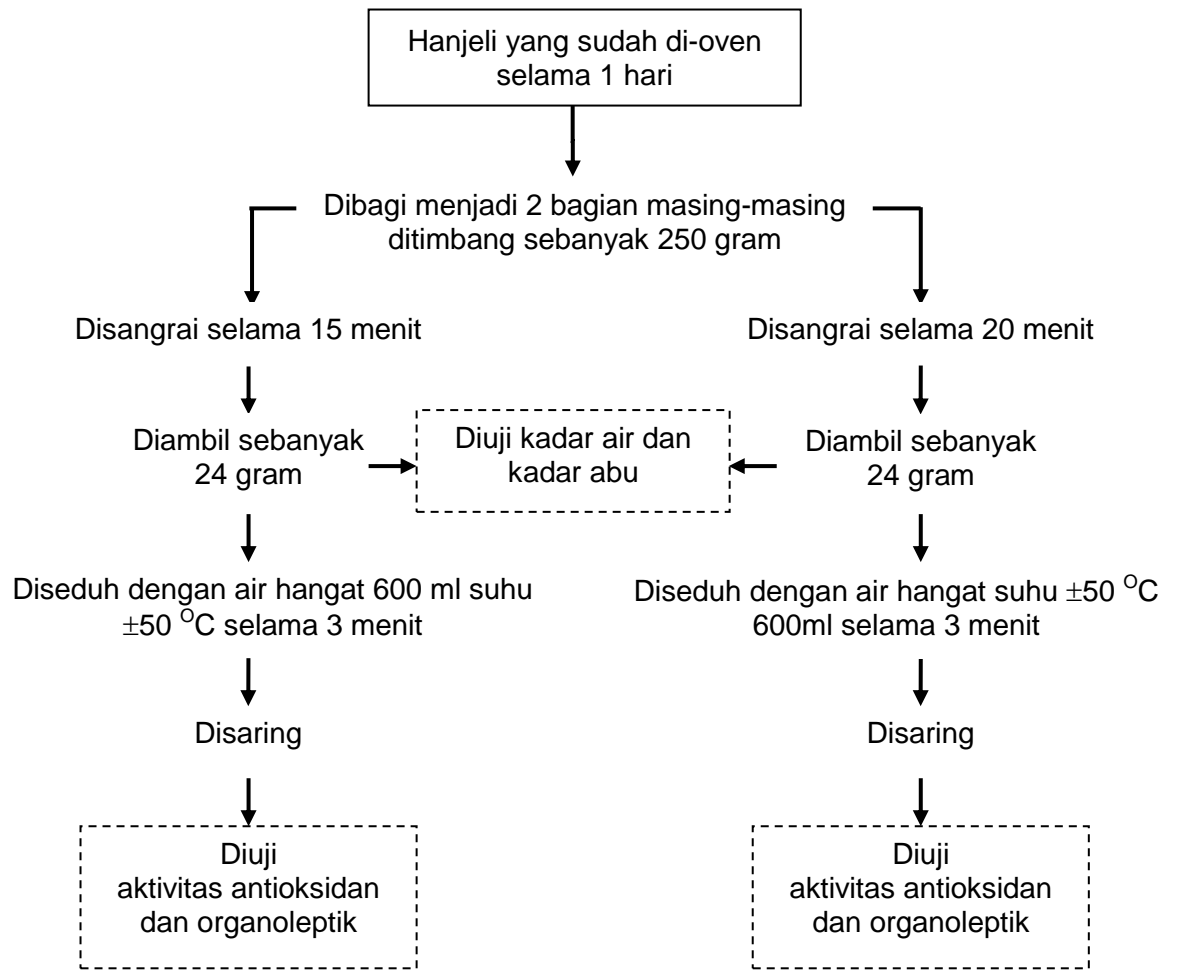 Hanjeli yang sudah di-oven
selama 1 hari
Dibagi menjadi 2 bagian masing-masing
ditimbang sebanyak 250 gram
Disangrai selama 15 menit
Disangrai selama 20 menit
Diambil sebanyak
24 gram
Diuji kadar air dan
kadar abu
Diambil sebanyak
24 gram
Diseduh dengan air hangat 600 ml suhu
±50 ᴼC selama 3 menit
Diseduh dengan air hangat suhu ±50 ᴼC
600ml selama 3 menit
Disaring
Disaring
Diuji
aktivitas antioksidan
dan organoleptik
Diuji
aktivitas antioksidan
dan organoleptik